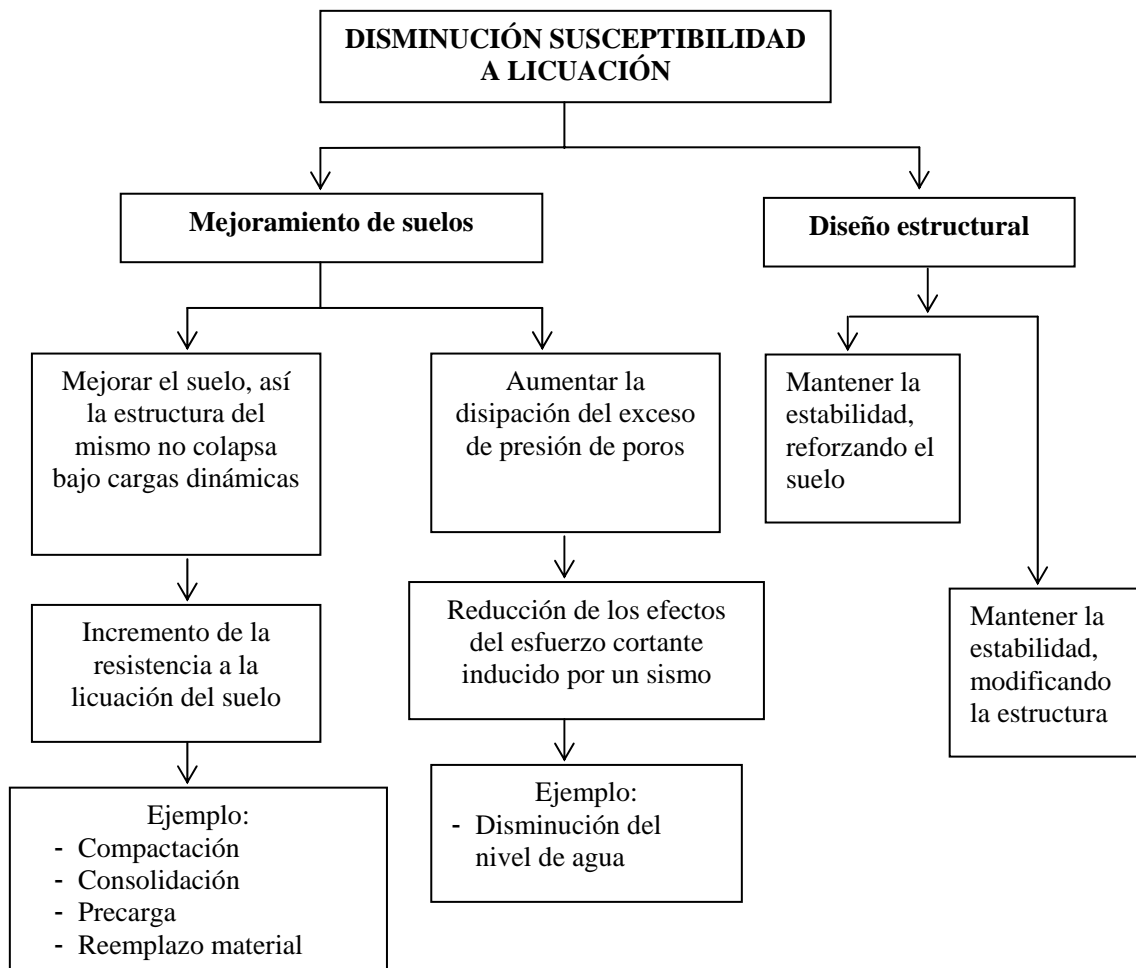 DISMINUCIÓN SUSCEPTIBILIDAD
A LICUACIÓN
Mejoramiento de suelos
Diseño estructural
Mejorar el suelo, así
la estructura del
mismo no colapsa
bajo cargas dinámicas
Aumentar la
disipación del exceso
de presión de poros
Mantener la
estabilidad,
reforzando el
suelo
Incremento de la
resistencia a la
licuación del suelo
Reducción de los efectos
del esfuerzo cortante
inducido por un sismo
Mantener la
estabilidad,
modificando
la estructura
Ejemplo:
- Compactación
- Consolidación
- Precarga
- Reemplazo material
Ejemplo:
- Disminución del
nivel de agua